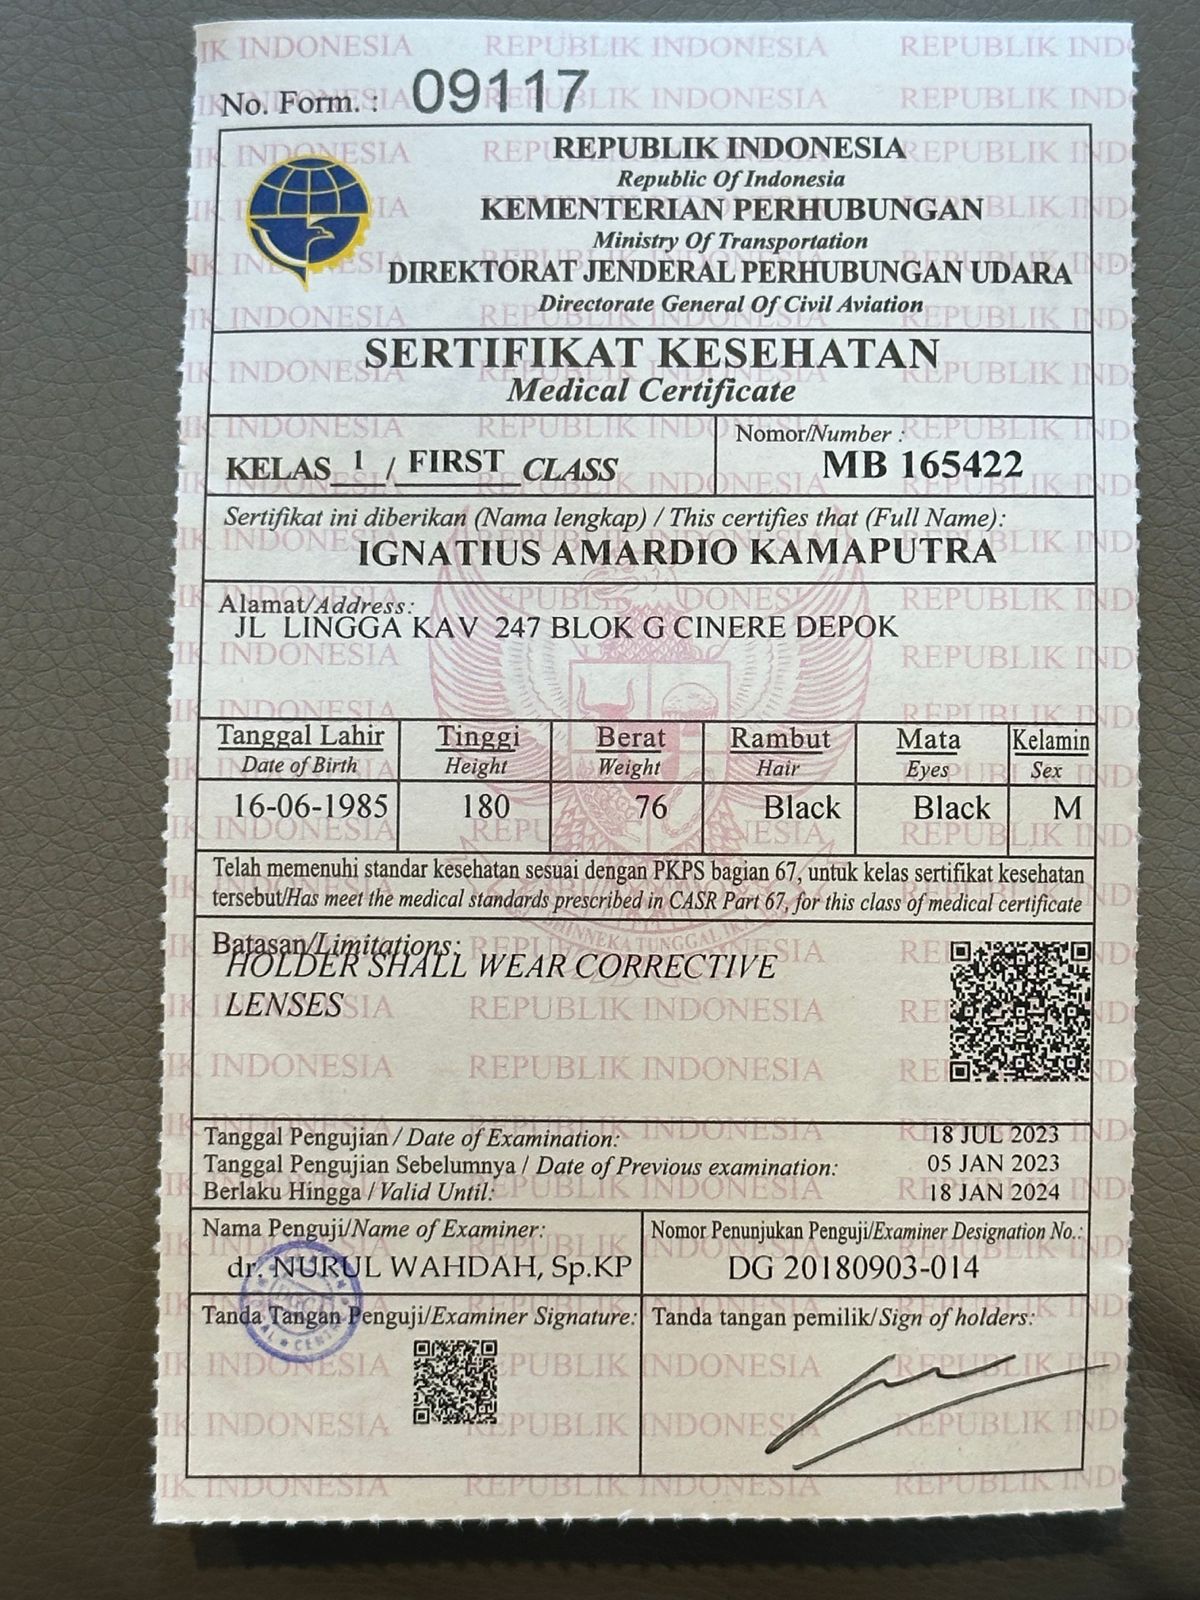 No. Form. : 09117
REPUBLIK INDONESIA
Republic Of Indonesia
KEMENTERIAN PERHUBUNGAN
Ministry Of Transportation
DIREKTORAT JENDERAL PERHUBUNGAN UDARA
Directorate General Of Civil Aviation
SERTIFIKAT KESEHATAN
Medical Certificate
KELAS 1 / FIRST CLASS
Nomor/Number :
MB 165422
Sertifikat ini diberikan (Nama lengkap) / This certifies that (Full Name):
IGNATIUS AMARDIO KAMAPUTRA
Alamat/Address:
JL LINGGA KAV 247 BLOK G CINERE DEPOK
Tanggal Lahir Tinggi Berat Rambut Mata Kelamin
Date of Birth Height Weight Hair Eyes Sex
16-06-1985 180 76 Black Black M
Telah memenuhi standar kesehatan sesuai dengan PKPS bagian 67, untuk kelas sertifikat kesehatan
tersebut/Has meet the medical standards prescribed in CASR Part 67, for this class of medical certificate
Batasan/Limitations:
HOLDER SHALL WEAR CORRECTIVE
LENSES
Tanggal Pengujian / Date of Examination: 18 JUL 2023
Tanggal Pengujian Sebelumnya / Date of Previous examination: 05 JAN 2023
Berlaku Hingga / Valid Until: 18 JAN 2024
Nama Penguji/Name of Examiner:
dr. NURUL WAHDAH, Sp.KP
Nomor Penunjukan Penguji/Examiner Designation No.:
DG 20180903-014
Tanda Tangan Penguji/Examiner Signature:
Tanda tangan pemilik/Sign of holders: